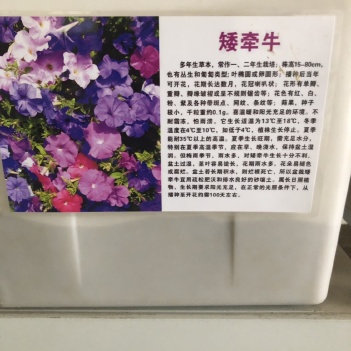 矮牵牛
多年生草本，常作一、二年生栽培；株高15~80cm，
也有丛生和匍匐类型；叶椭圆或卵圆形；播种后当年
可开花，花期长达数月，花冠喇叭状；花形有单瓣、
重瓣、瓣缘皱褶或呈不规则锯齿等；花色有红、白、
粉、紫及各种带斑点、网纹、条纹等；蒴果，种子
极小，千粒重约0.1g。喜温暖和阳光充足的环境。不
耐霜冻，怕雨涝。它生长适温为13℃至18℃，冬季
温度在4℃至10℃，如低于4℃，植株生长停止。夏季
能耐35℃以上的高温。夏季生长旺期，需充足水分，
特别在夏季高温季节，应在早、晚浇水，保持盆土湿
润。但梅雨季节，雨水多，对矮牵牛生长十分不利，
盆土过湿，茎叶容易徒长，花期雨水多，花朵易褪色
或腐烂。盆土若长期积水，则烂根死亡，所以盆栽矮
牵牛宜用疏松肥沃和排水良好的砂壤土。属长日照植
物，生长期要求阳光充足，在正常的光照条件下，从
播种至开花约需100天左右。